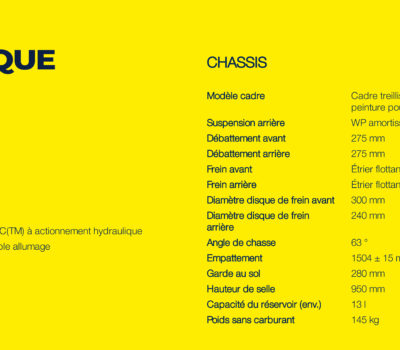 QUE
C(TM) à actionnement hydraulique
ble allumage
CHASSIS
Modèle cadre Cadre treillis
peinture pou
Suspension arrière WP amortiss
Débattement avant 275 mm
Débattement arrière 275 mm
Frein avant Étrier flottan
Frein arrière Étrier flottan
Diamètre disque de frein avant 300 mm
Diamètre disque de frein 240 mm
arrière
Angle de chasse 63 °
Empattement 1504 ± 15 m
Garde au sol 280 mm
Hauteur de selle 950 mm
Capacité du réservoir (env.) 13 l
Poids sans carburant 145 kg